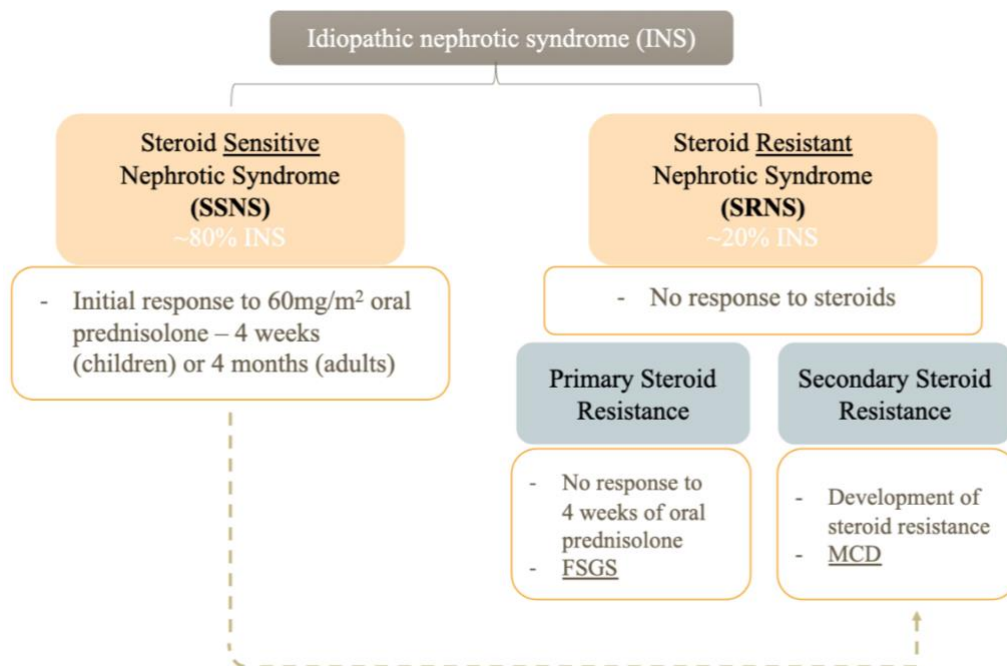 Idiopathic nephrotic syndrome (INS)
Steroid Sensitive
Nephrotic Syndrome
(SSNS)
~80% INS
- Initial response to 60mg/m² oral
prednisolone – 4 weeks
(children) or 4 months (adults)
Steroid Resistant
Nephrotic Syndrome
(SRNS)
~20% INS
- No response to steroids
Primary Steroid
Resistance
- No response to
4 weeks of oral
prednisolone
- FSGS
Secondary Steroid
Resistance
- Development of
steroid resistance
- MCD